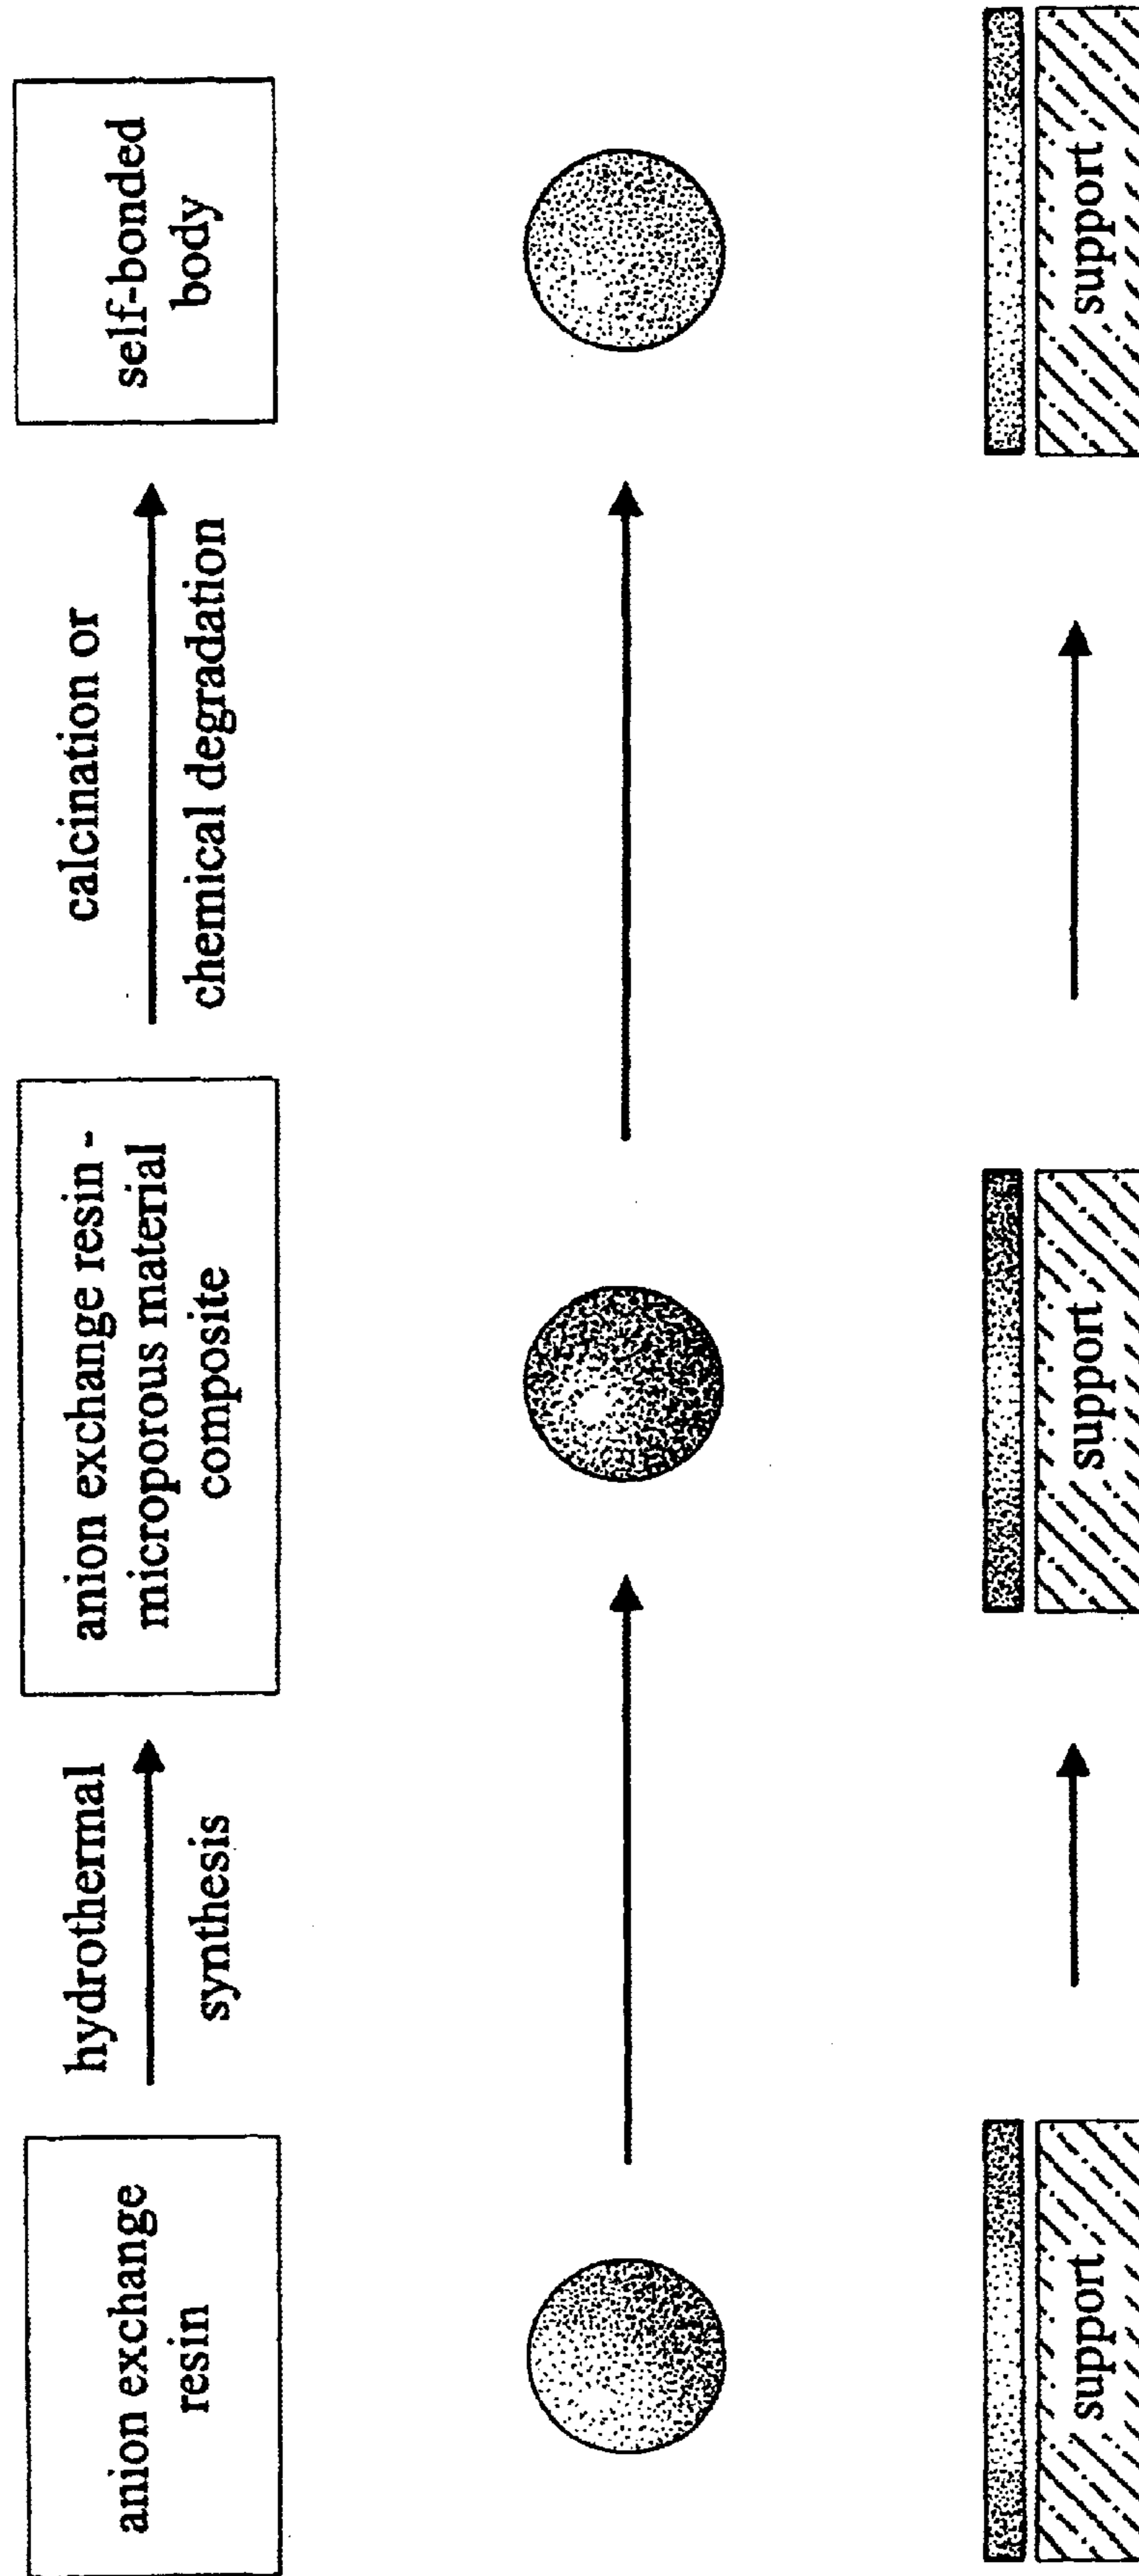 anion exchange
resin
hydrothermal
synthesis
anion exchange resin -
microporous material
composite
calcination or
chemical degradation
self-bonded
body
support
support
support